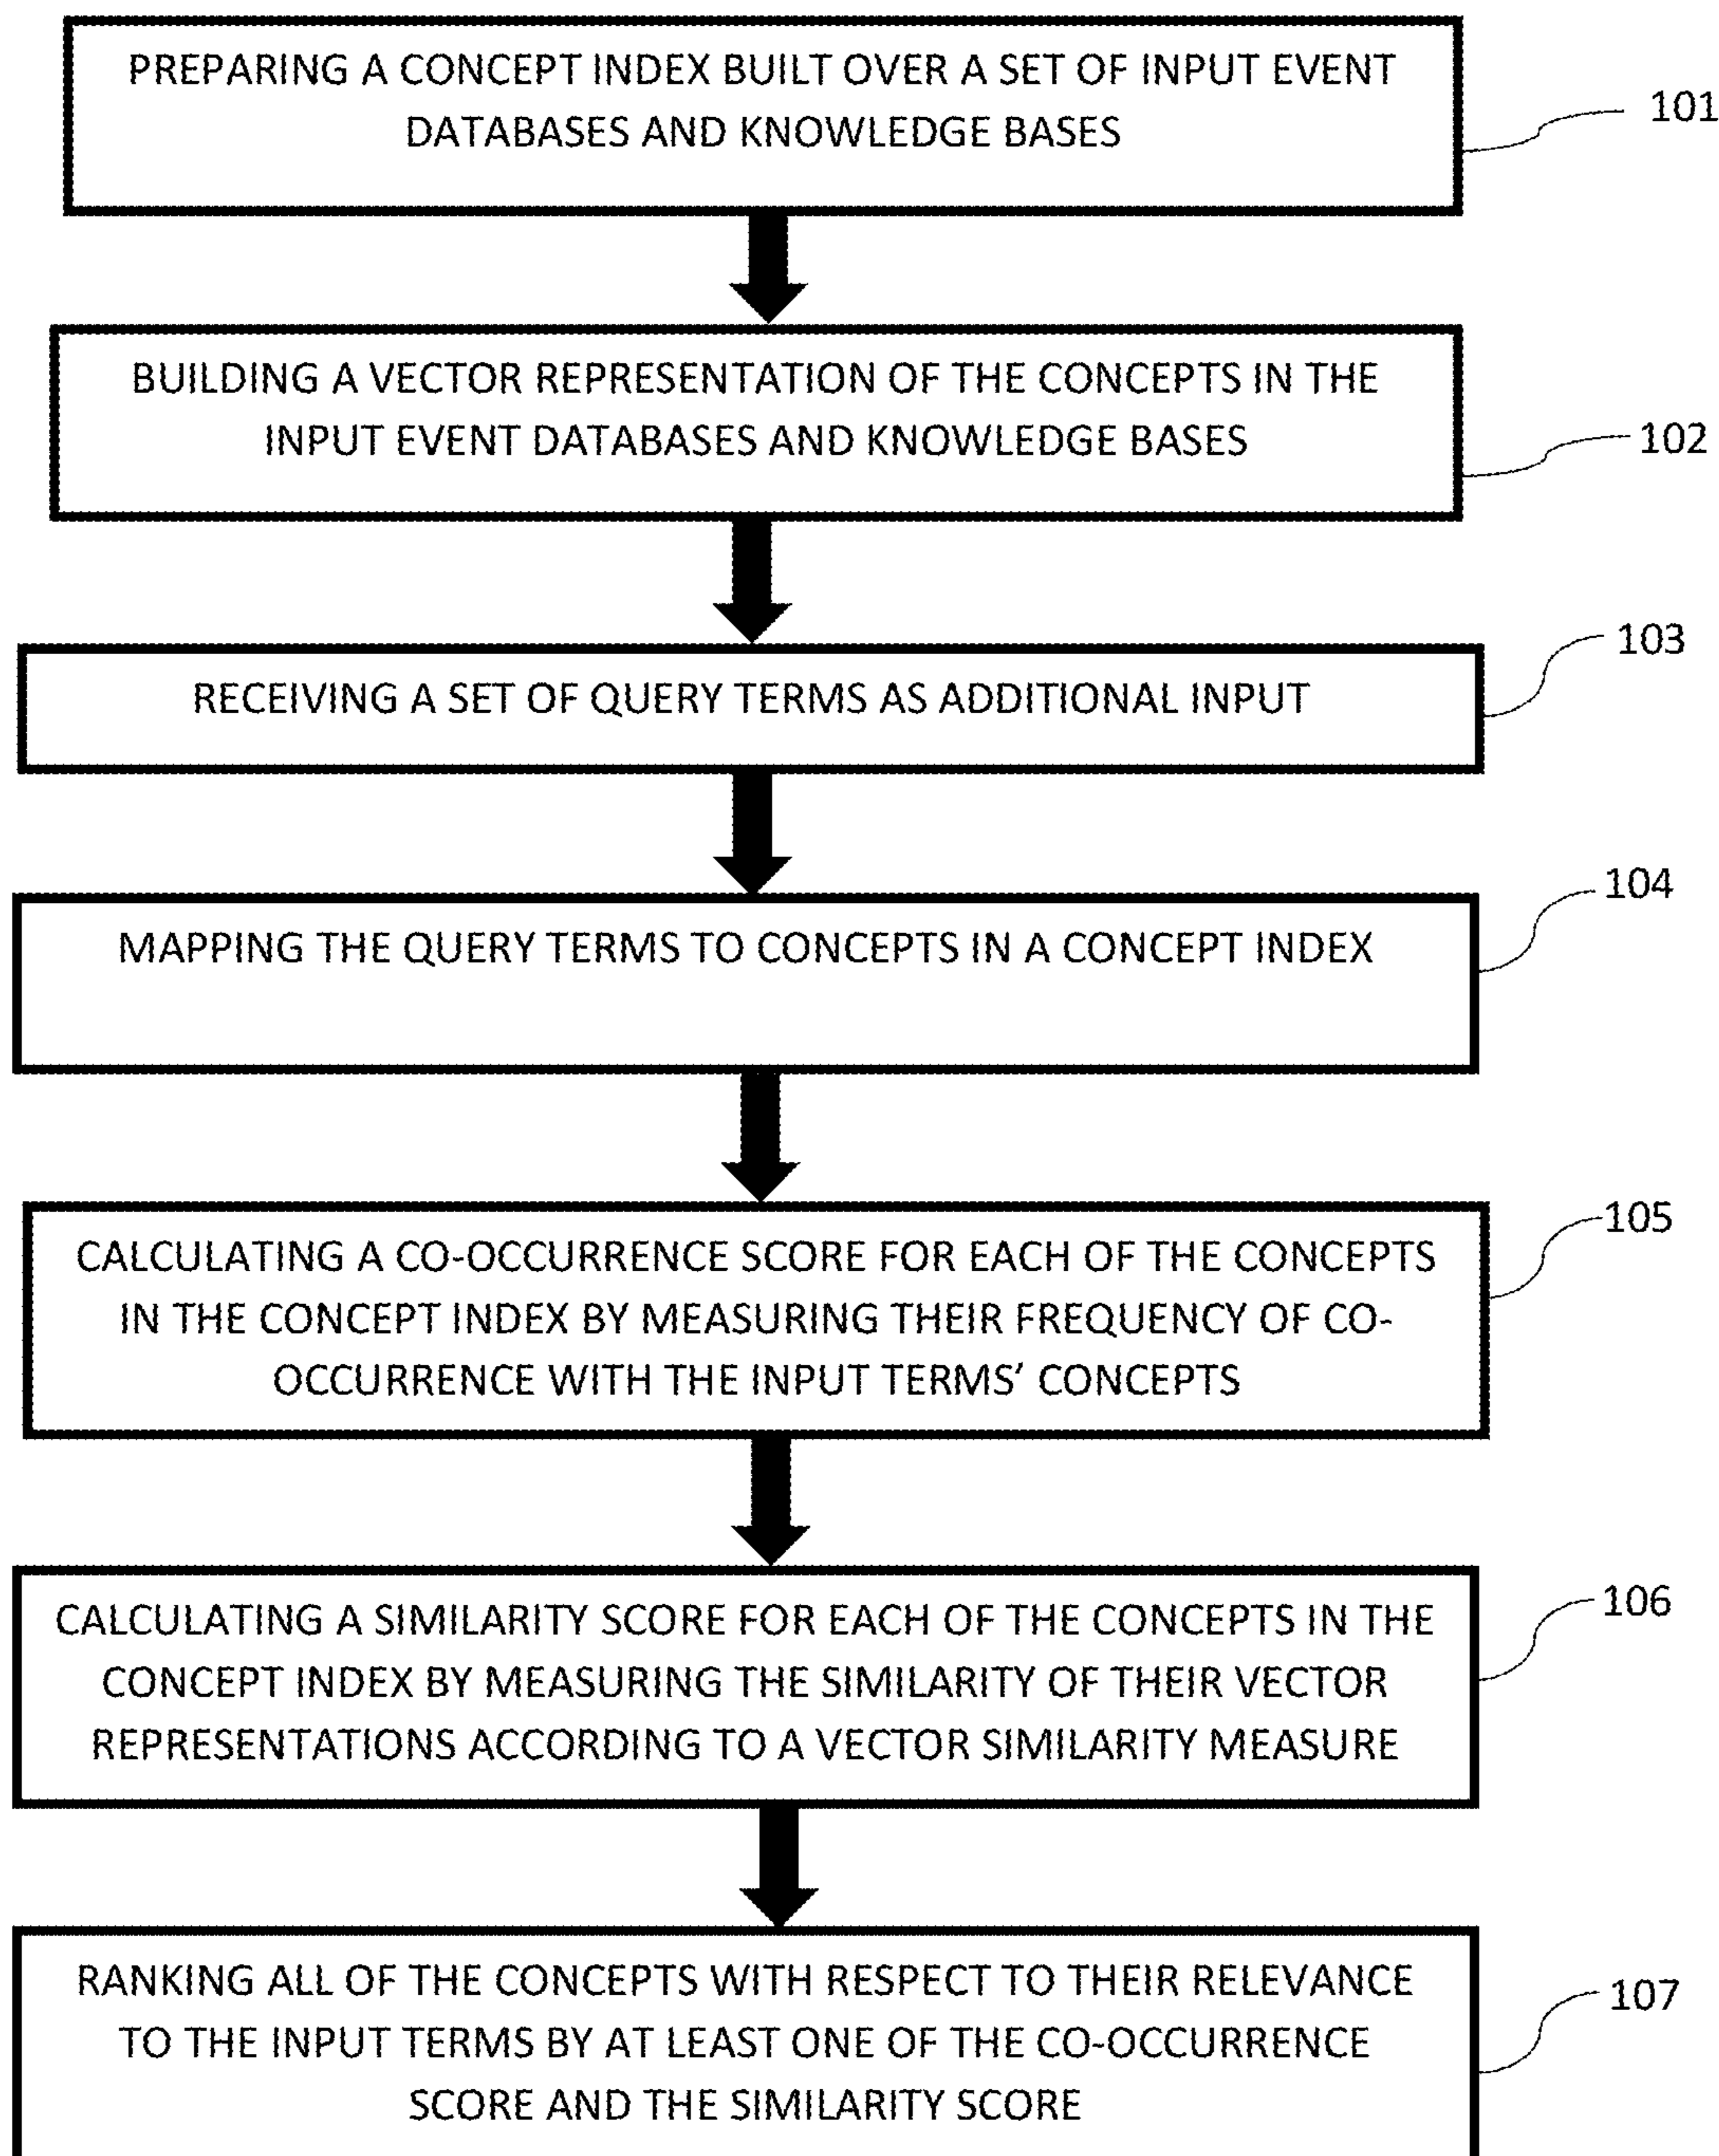 PREPARING A CONCEPT INDEX BUILT OVER A SET OF INPUT EVENT
DATABASES AND KNOWLEDGE BASES
101
BUILDING A VECTOR REPRESENTATION OF THE CONCEPTS IN THE
INPUT EVENT DATABASES AND KNOWLEDGE BASES
102
RECEIVING A SET OF QUERY TERMS AS ADDITIONAL INPUT
103
MAPPING THE QUERY TERMS TO CONCEPTS IN A CONCEPT INDEX
104
CALCULATING A CO-OCCURRENCE SCORE FOR EACH OF THE CONCEPTS
IN THE CONCEPT INDEX BY MEASURING THEIR FREQUENCY OF CO-
OCCURRENCE WITH THE INPUT TERMS’ CONCEPTS
105
CALCULATING A SIMILARITY SCORE FOR EACH OF THE CONCEPTS IN THE
CONCEPT INDEX BY MEASURING THE SIMILARITY OF THEIR VECTOR
REPRESENTATIONS ACCORDING TO A VECTOR SIMILARITY MEASURE
106
RANKING ALL OF THE CONCEPTS WITH RESPECT TO THEIR RELEVANCE
TO THE INPUT TERMS BY AT LEAST ONE OF THE CO-OCCURRENCE
SCORE AND THE SIMILARITY SCORE
107